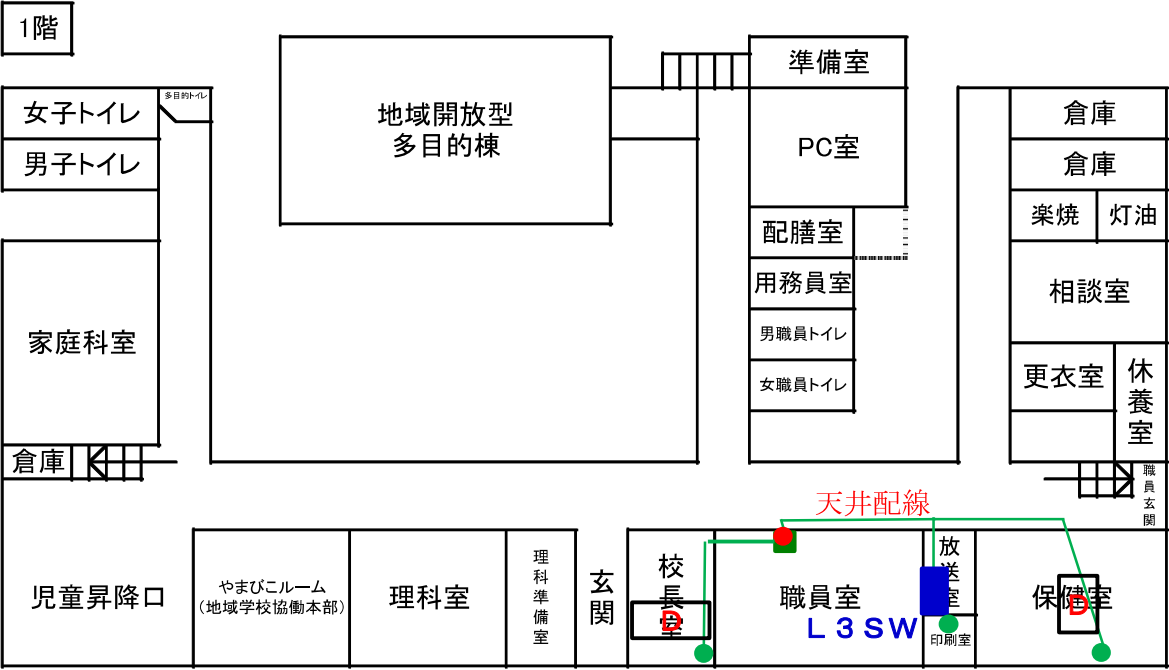 1階
女子トイレ
多目的トイレ
男子トイレ
家庭科室
倉庫
地域開放型
多目的棟
準備室
PC室
配膳室
用務員室
男職員トイレ
女職員トイレ
倉庫
倉庫
楽焼
灯油
相談室
更衣室
休養室
職員玄関
天井配線
児童昇降口
やまびこルーム
(地域学校協働本部)
理科室
理科準備室
玄関
校長室
D
職員室
L3SW
放送室
印刷室
保健室
D